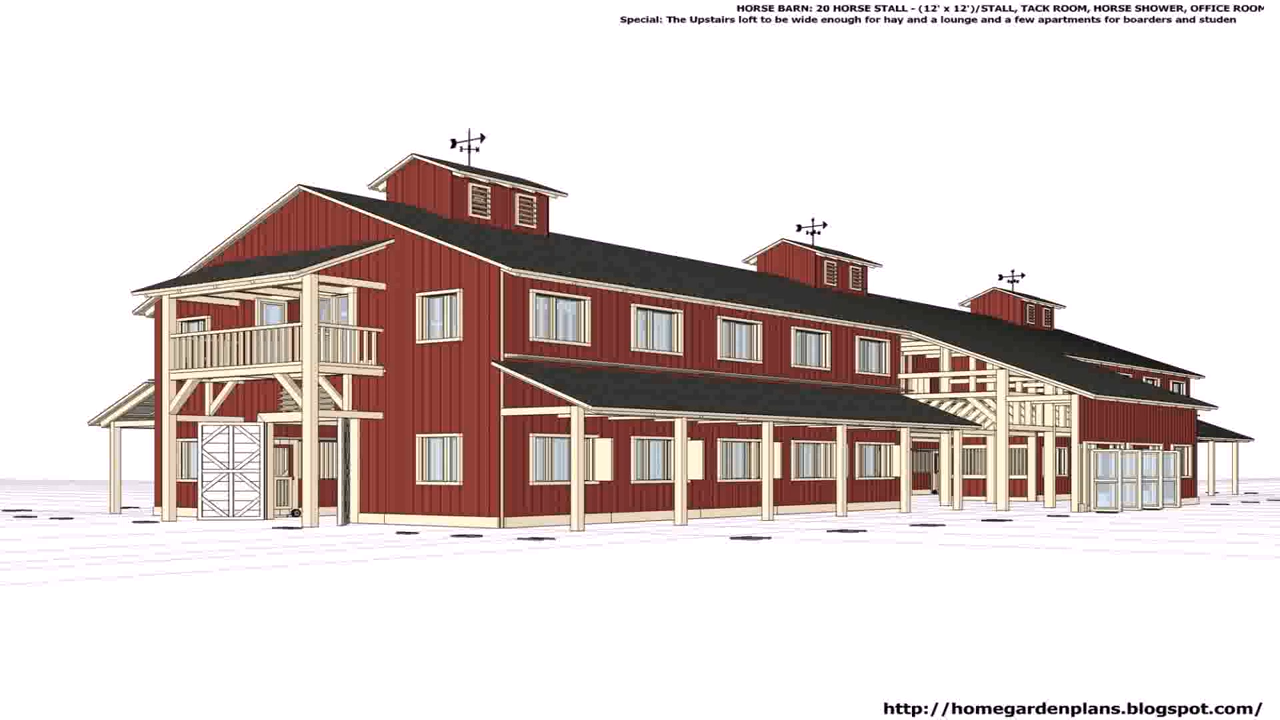 HORSE BARN: 20 HORSE STALL - (12' x 12')/STALL, TACK ROOM, HORSE SHOWER, OFFICE ROOM
Special: The Upstairs loft to be wide enough for hay and a lounge and a few apartments for boarders and studen
http://homegardenplans.blogspot.com/